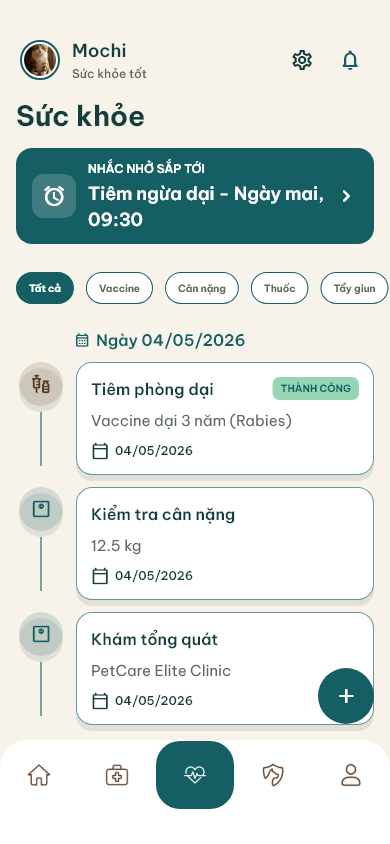 Mochi
Sức khỏe tốt
Sức khỏe
NHẮC NHỞ SẮP TỚI
Tiêm ngừa dại - Ngày mai,
09:30
Tất cả
Vaccine
Cân nặng
Thuốc
Tẩy giun
Ngày 04/05/2026
Tiêm phòng dại
THÀNH CÔNG
Vaccine dại 3 năm (Rabies)
04/05/2026
Kiểm tra cân nặng
12.5 kg
04/05/2026
Khám tổng quát
PetCare Elite Clinic
04/05/2026